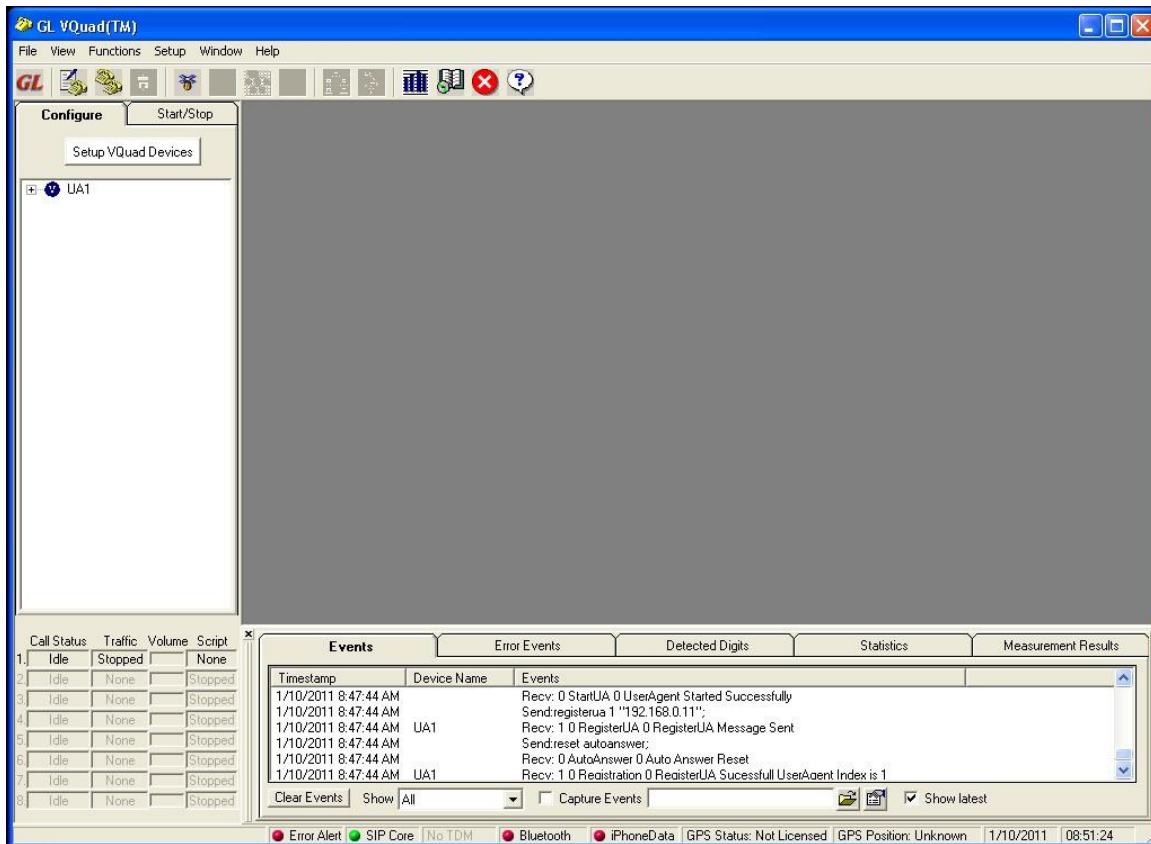 GL VQuad(TM)
File View Functions Setup Window Help
GL
Configure Start/Stop
Setup VQuad Devices
V UA1
Call Status Traffic Volume Script
1. Idle Stopped None
2. Idle None Stopped
3. Idle None Stopped
4. Idle None Stopped
5. Idle None Stopped
6. Idle None Stopped
7. Idle None Stopped
8. Idle None Stopped
Events Error Events Detected Digits Statistics Measurement Results
Timestamp Device Name Events
1/10/2011 8:47:44 AM Recv: 0 StartUA 0 UserAgent Started Successfully
1/10/2011 8:47:44 AM Send:registerua 1 "192.168.0.11";
1/10/2011 8:47:44 AM UA1 Recv: 1 0 RegisterUA 0 RegisterUA Message Sent
1/10/2011 8:47:44 AM Send:reset autoanswer;
1/10/2011 8:47:44 AM Recv: 0 AutoAnswer 0 Auto Answer Reset
1/10/2011 8:47:44 AM UA1 Recv: 1 0 Registration 0 RegisterUA Sucessfull UserAgent Index is 1
Clear Events Show All Capture Events Show latest
Error Alert SIP Core No TDM Bluetooth iPhoneData GPS Status: Not Licensed GPS Position: Unknown 1/10/2011 08:51:24